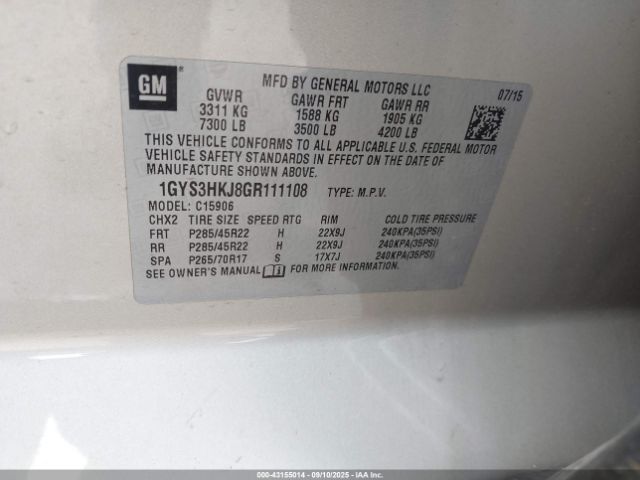 GM
MFD BY GENERAL MOTORS LLC
07/15
GVWR GAWR FRT GAWR RR
3311 KG 1588 KG 1905 KG
7300 LB 3500 LB 4200 LB
THIS VEHICLE CONFORMS TO ALL APPLICABLE U.S. FEDERAL MOTOR
VEHICLE SAFETY STANDARDS IN EFFECT ON THE DATE OF
MANUFACTURE SHOWN ABOVE.
1GYS3HKJ8GR111108 TYPE: M.P.V.
MODEL: C15906
CHX2 TIRE SIZE SPEED RTG RIM COLD TIRE PRESSURE
FRT P285/45R22 H 22X9J 240KPA(35PSI)
RR P285/45R22 H 22X9J 240KPA(35PSI)
SPA P265/70R17 S 17X7J 240KPA(35PSI)
SEE OWNER'S MANUAL FOR MORE INFORMATION.
000-43155014 - 09/10/2025 - IAAI.com